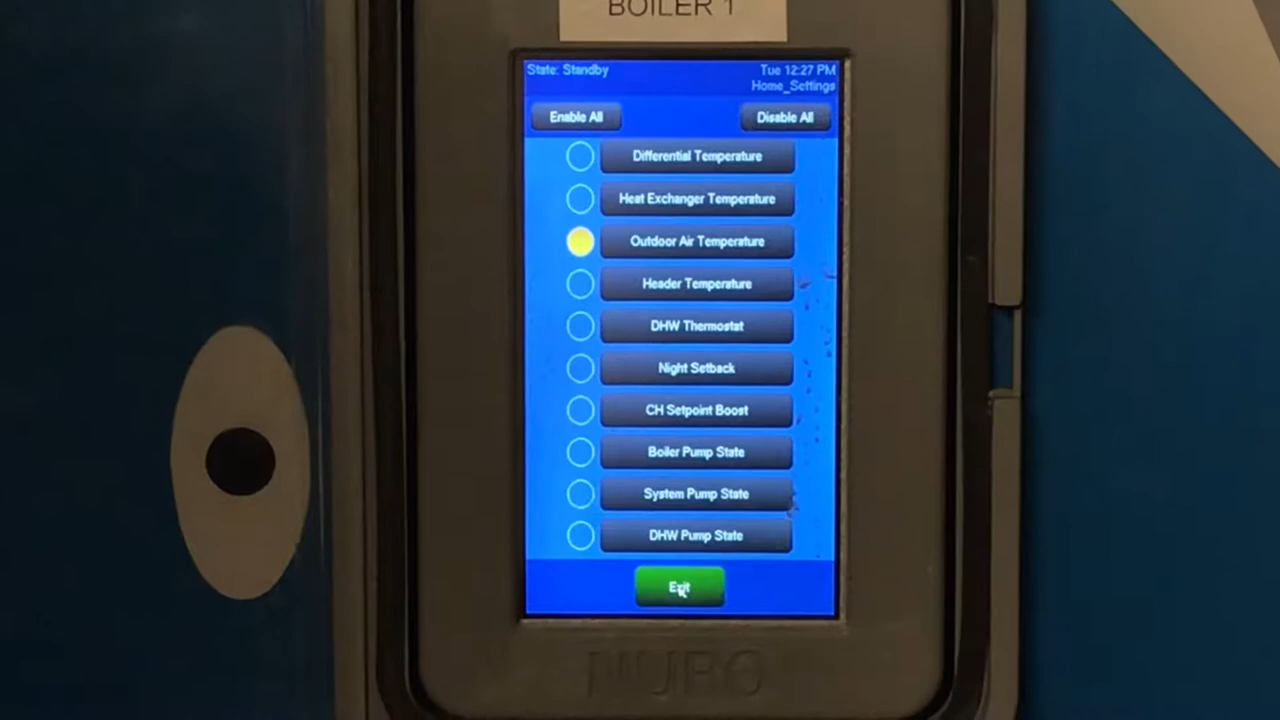 BOILER 1
State: Standby
Tue 12:27 PM
Home_Settings
Enable All
Disable All
Differential Temperature
Heat Exchanger Temperature
Outdoor Air Temperature
Header Temperature
DHW Thermostat
Night Setback
CH Setpoint Boost
Boiler Pump State
System Pump State
DHW Pump State
Exit
NURO